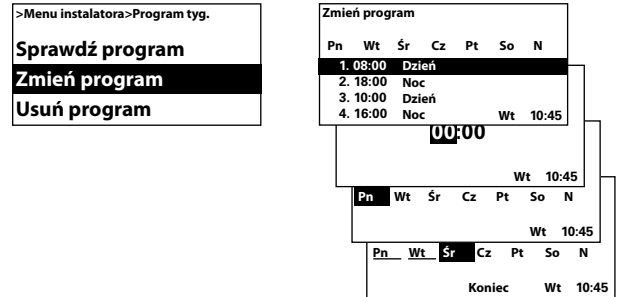 >Menu instalatora>Program tyg.
Sprawdź program
Zmień program
Usuń program
Zmień program
Pn Wt Śr Cz Pt So N
1. 08:00 Dzień
2. 18:00 Noc
3. 10:00 Dzień
4. 16:00 Noc Wt 10:45
00:00
Wt 10:45
Pn Wt Śr Cz Pt So N
Wt 10:45
Pn Wt Śr Cz Pt So N
Koniec Wt 10:45